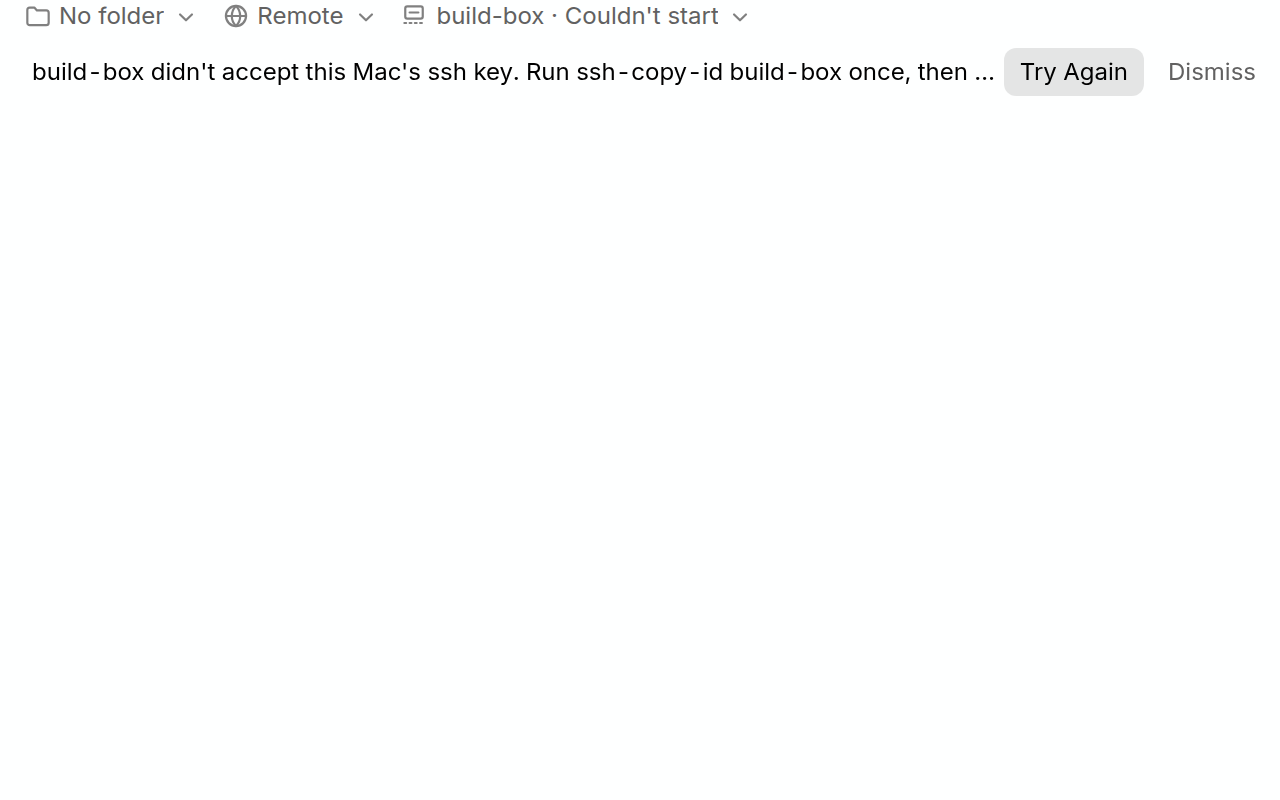 No folder Remote build-box · Couldn't start
build-box didn't accept this Mac's ssh key. Run ssh-copy-id build-box once, then ... Try Again Dismiss